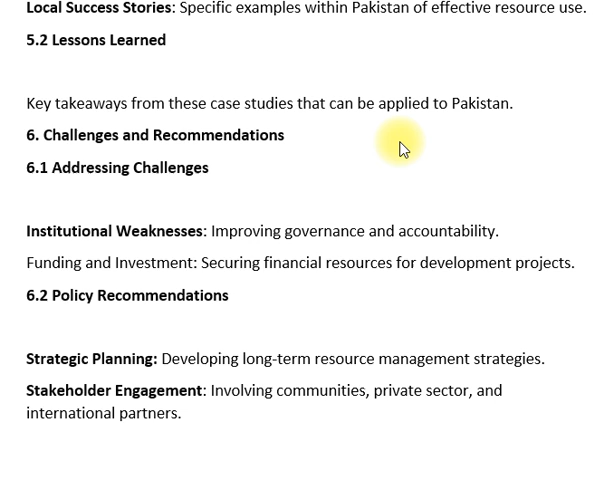 Local Success Stories: Specific examples within Pakistan of effective resource use.
5.2 Lessons Learned
Key takeaways from these case studies that can be applied to Pakistan.
6. Challenges and Recommendations
6.1 Addressing Challenges
Institutional Weaknesses: Improving governance and accountability.
Funding and Investment: Securing financial resources for development projects.
6.2 Policy Recommendations
Strategic Planning: Developing long-term resource management strategies.
Stakeholder Engagement: Involving communities, private sector, and
international partners.